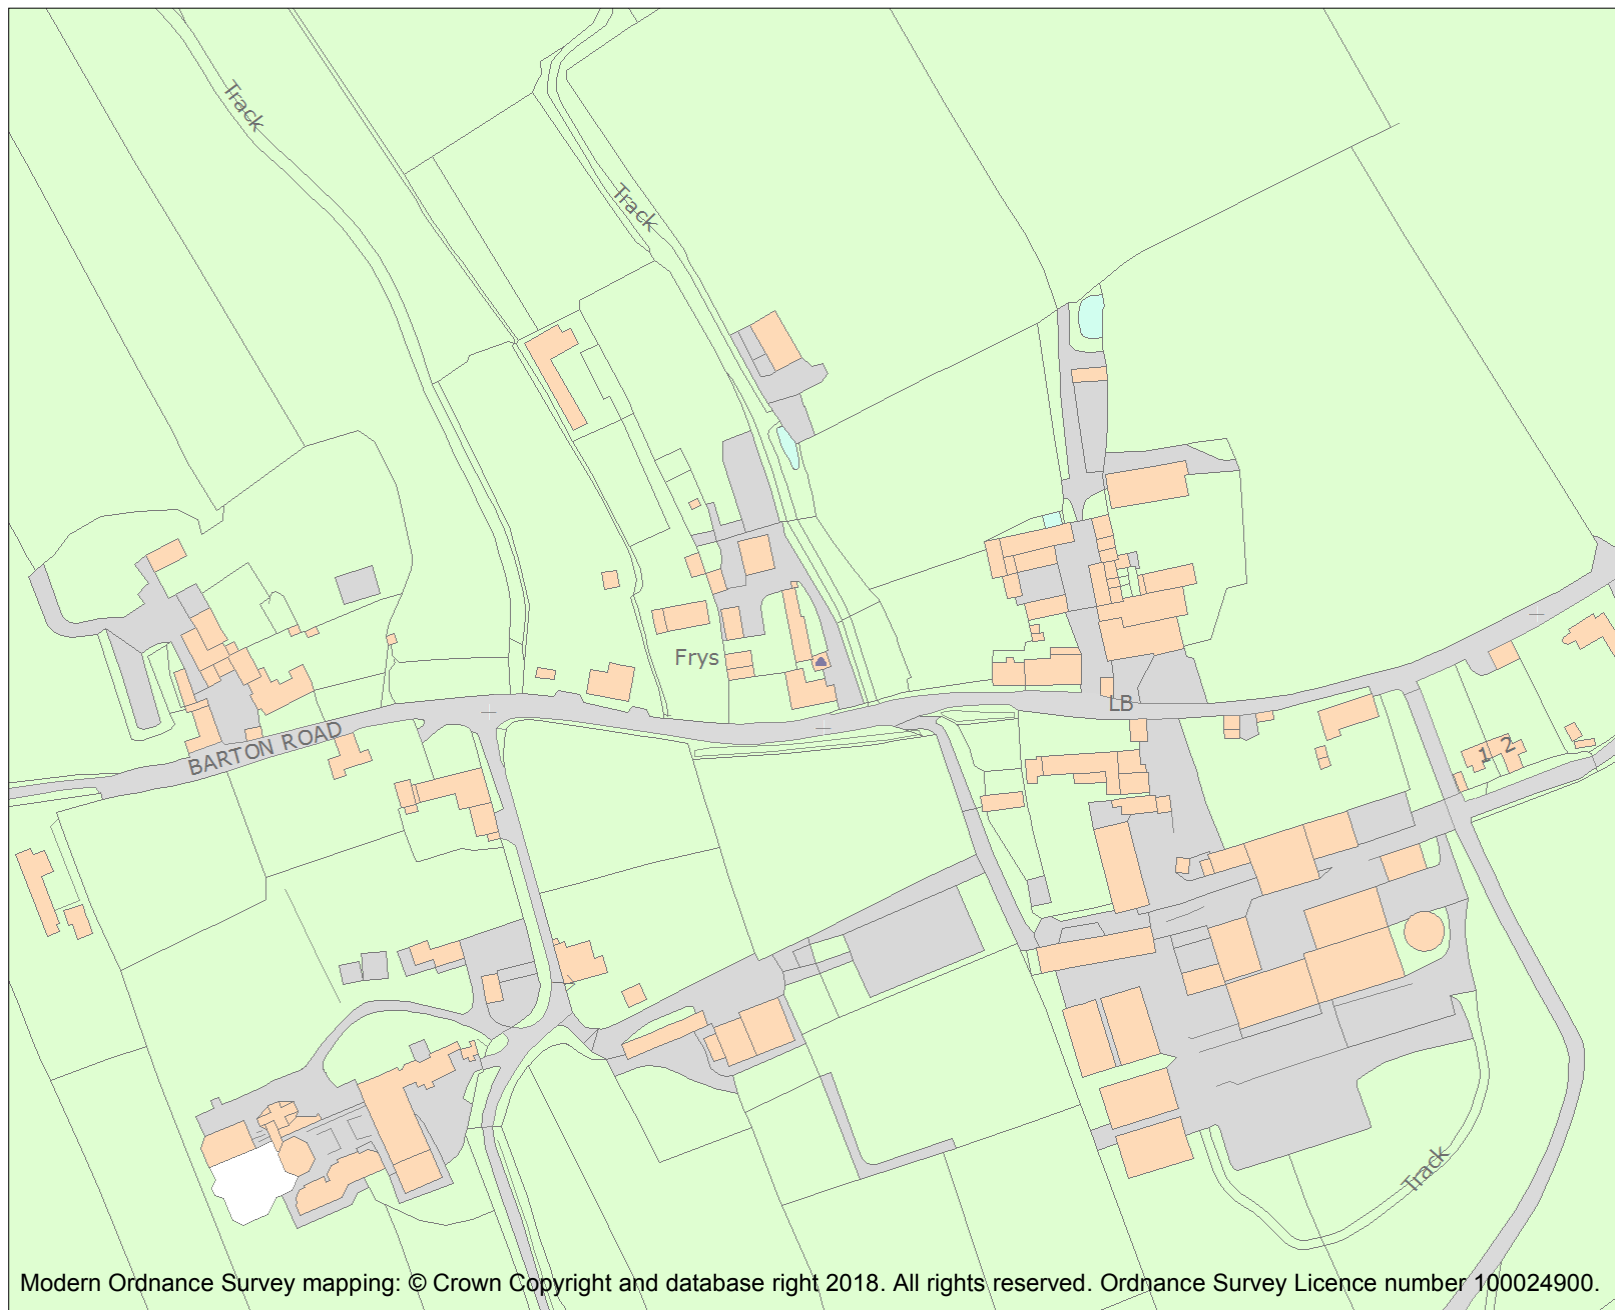 Track
Track
Frys
LB
BARTON ROAD
1 2
Track
Modern Ordnance Survey mapping: © Crown Copyright and database right 2018. All rights reserved. Ordnance Survey Licence number 100024900.